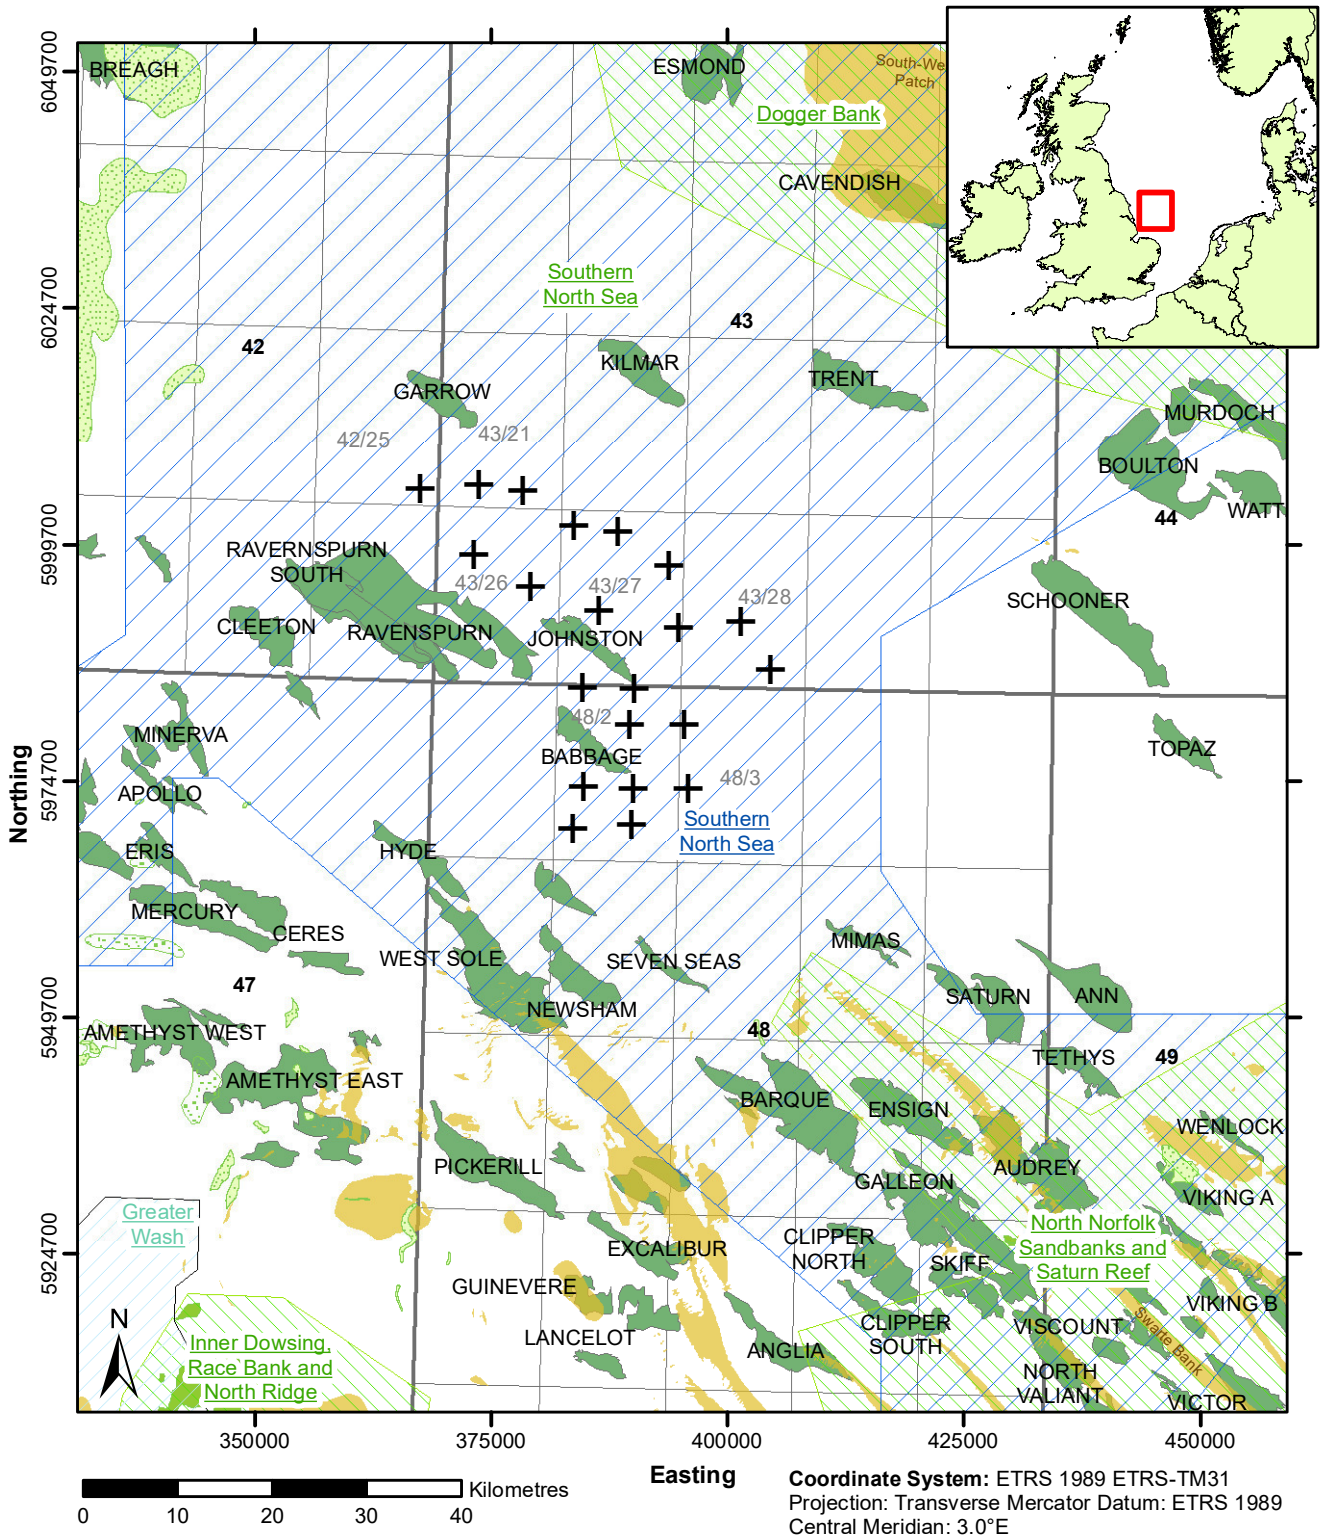 6049700
6024700
5999700
5974700
5949700
5924700
Northing
BREAGH
ESMOND
South-We
Patch
Dogger Bank
CAVENDISH
Southern
North Sea
42
43
GARROW
KILMAR
TRENT
MURDOCH
42/25
43/21
BOULTON
WATT
44
RAVERNSPURN
SOUTH
43/26
43/27
43/28
SCHOONER
CLEETON
RAVENSPURN
JOHNSTON
48/2
MINERVA
TOPAZ
BABBAGE
APOLLO
48/3
Southern
North Sea
ERIS
HYDE
MERCURY
CERES
WEST SOLE
SEVEN SEAS
MIMAS
47
NEWSHAM
SATURN
ANN
AMETHYST WEST
48
TETHYS
49
AMETHYST EAST
BARQUE
ENSIGN
WENLOCK
PICKERILL
GALLEON
AUDREY
VIKING A
Greater
Wash
North Norfolk
Sandbanks and
Saturn Reef
EXCALIBUR
CLIPPER
NORTH
SKIFF
GUINEVERE
VIKING B
N
LANCELOT
ANGLIA
CLIPPER
SOUTH
VISCOUNT
Swarte Bank
Inner Dowsing,
Race Bank and
North Ridge
NORTH
VALIANT
VICTOR
350000
375000
400000
425000
450000
Easting
Kilometres
0
10
20
30
40
Coordinate System: ETRS 1989 ETRS-TM31
Projection: Transverse Mercator Datum: ETRS 1989
Central Meridian: 3.0°E